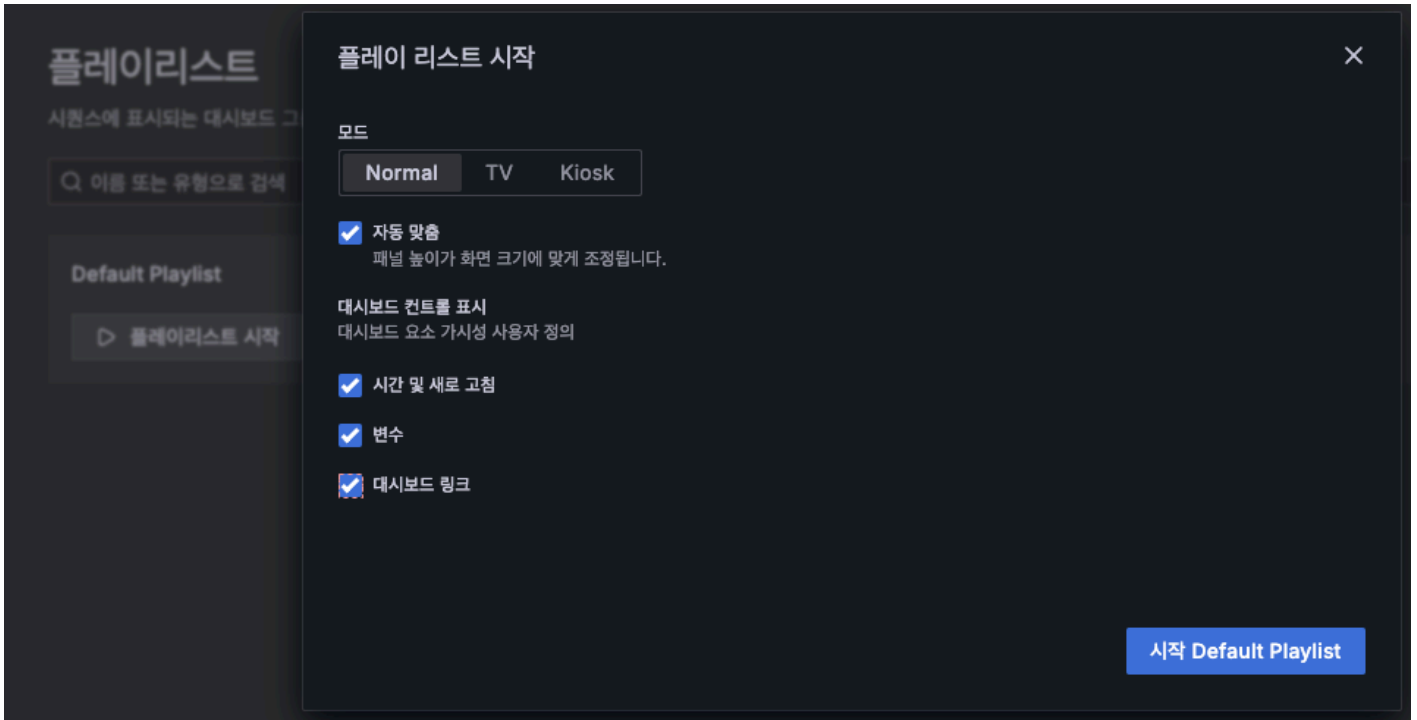 플레이리스트
시퀀스에 표시되는 대시보드 그
이름 또는 유형으로 검색
Default Playlist
플레이리스트 시작
플레이 리스트 시작
모드
Normal TV Kiosk
자동 맞춤
패널 높이가 화면 크기에 맞게 조정됩니다.
대시보드 컨트롤 표시
대시보드 요소 가시성 사용자 정의
시간 및 새로 고침
변수
대시보드 링크
시작 Default Playlist